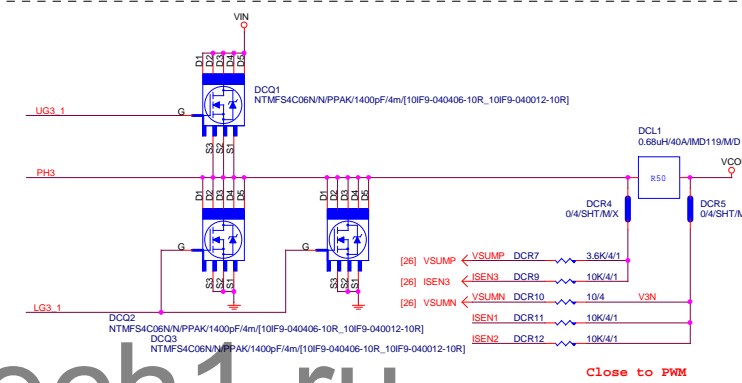 VIN
D1 D2 D3 D4 D5
DCQ1
NTMFS4C06N/N/PPAK/1400pF/4m/[10IF9-040406-10R_10IF9-040012-10R]
UG3_1
G
S3 S2 S1
DCL1
0.68uH/40A/IMD119/M/D
VCO
R50
PH3
D1 D2 D3 D4 D5
D1 D2 D3 D4 D5
DCR4
0/4/SHT/M/X
DCR5
0/4/SHT/M
G
G
S3 S2 S1
S3 S2 S1
[26] VSUMP VSUMP DCR7 3.6K/4/1
[26] ISEN3 ISEN3 DCR9 10K/4/1
[26] VSUMN VSUMN DCR10 10/4 V3N
LG3_1
ISEN1 DCR11 10K/4/1
DCQ2
NTMFS4C06N/N/PPAK/1400pF/4m/[10IF9-040406-10R_10IF9-040012-10R]
DCQ3
NTMFS4C06N/N/PPAK/1400pF/4m/[10IF9-040406-10R_10IF9-040012-10R]
ISEN2 DCR12 10K/4/1
Close to PWM